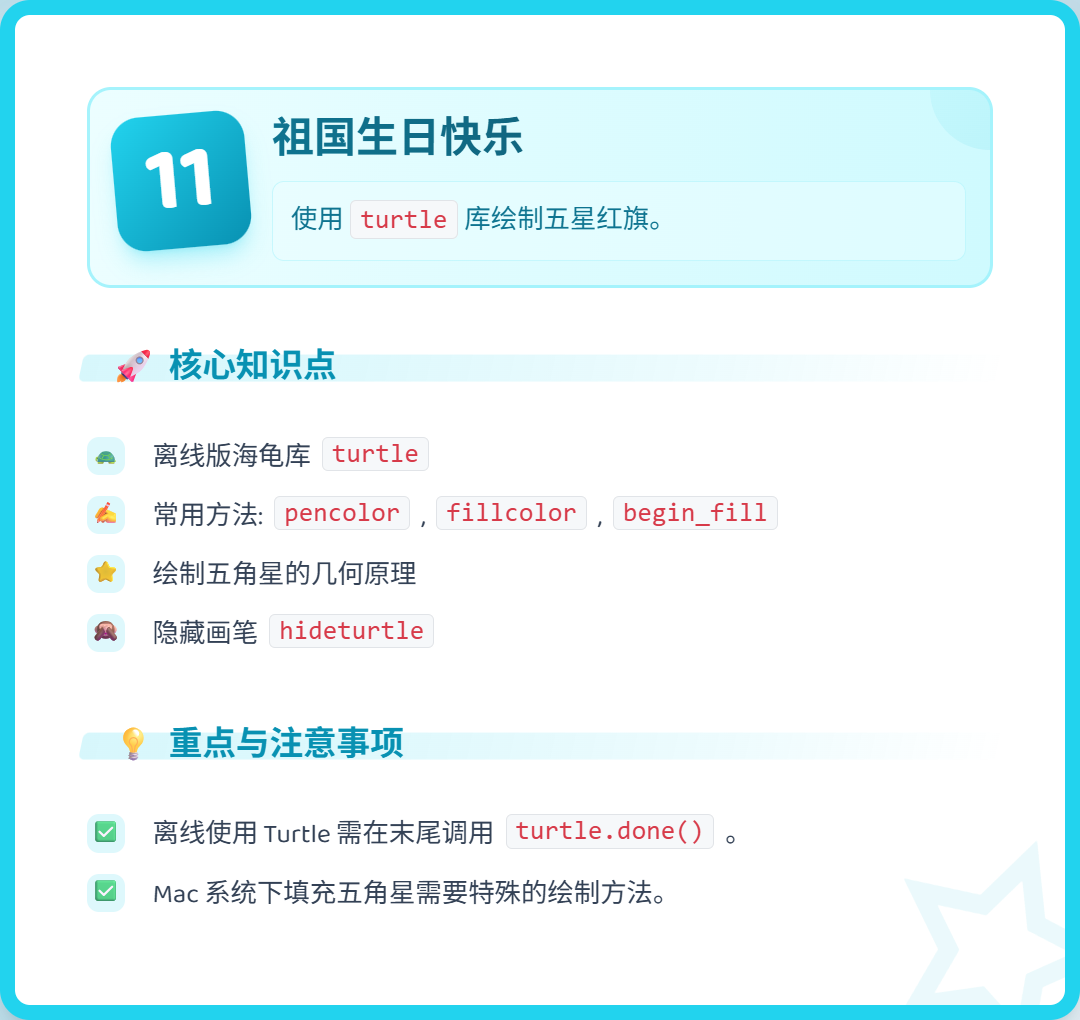 11
祖国生日快乐
使用 turtle 库绘制五星红旗。
🚀 核心知识点
🐢 离线版海龟库 turtle
✍️ 常用方法: pencolor , fillcolor , begin_fill
⭐ 绘制五角星的几何原理
🙈 隐藏画笔 hideturtle
💡 重点与注意事项
✅ 离线使用 Turtle 需在末尾调用 turtle.done() 。
✅ Mac 系统下填充五角星需要特殊的绘制方法。